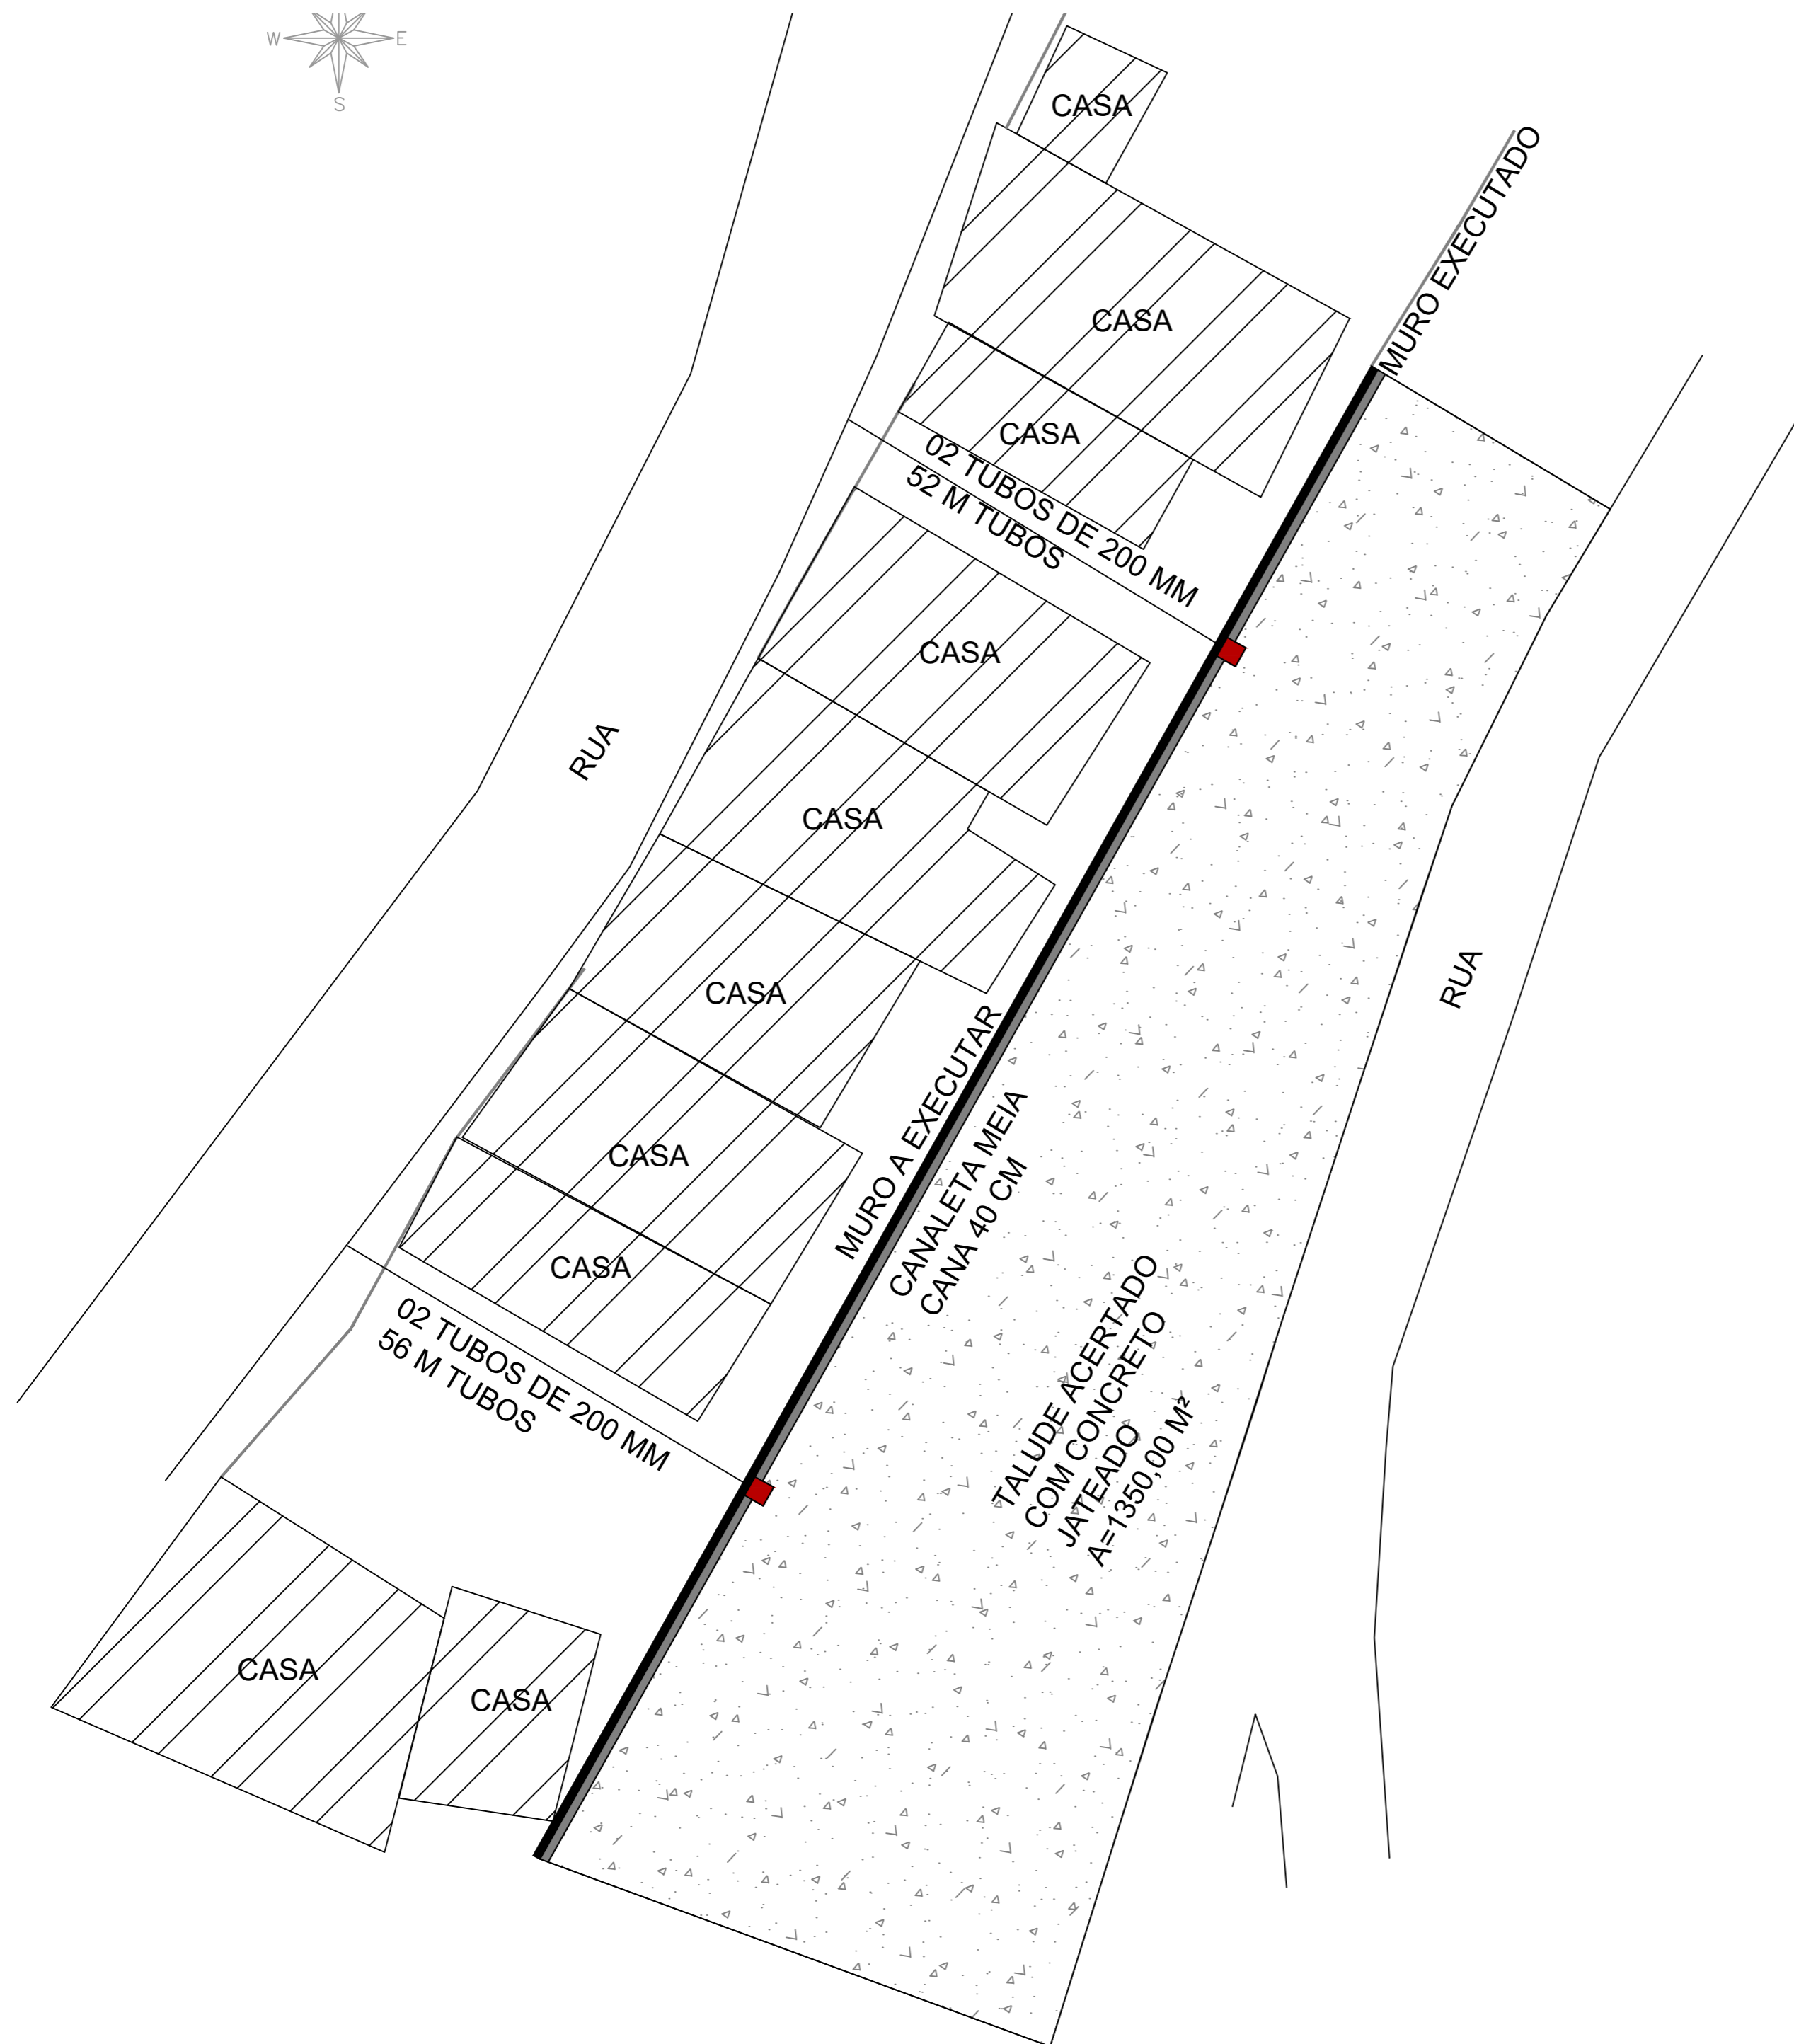 W
E
S
CASA
MURO EXECUTADO
CASA
CASA
02 TUBOS DE 200 MM
52 M TUBOS
CASA
RUA
CASA
RUA
CASA
MURO A EXECUTAR
CANALETA MEIA
CANA 40 CM
CASA
CASA
02 TUBOS DE 200 MM
56 M TUBOS
TALUDE ACERTADO
COM CONCRETO
JATEADO
A=1350,00 M²
CASA
CASA